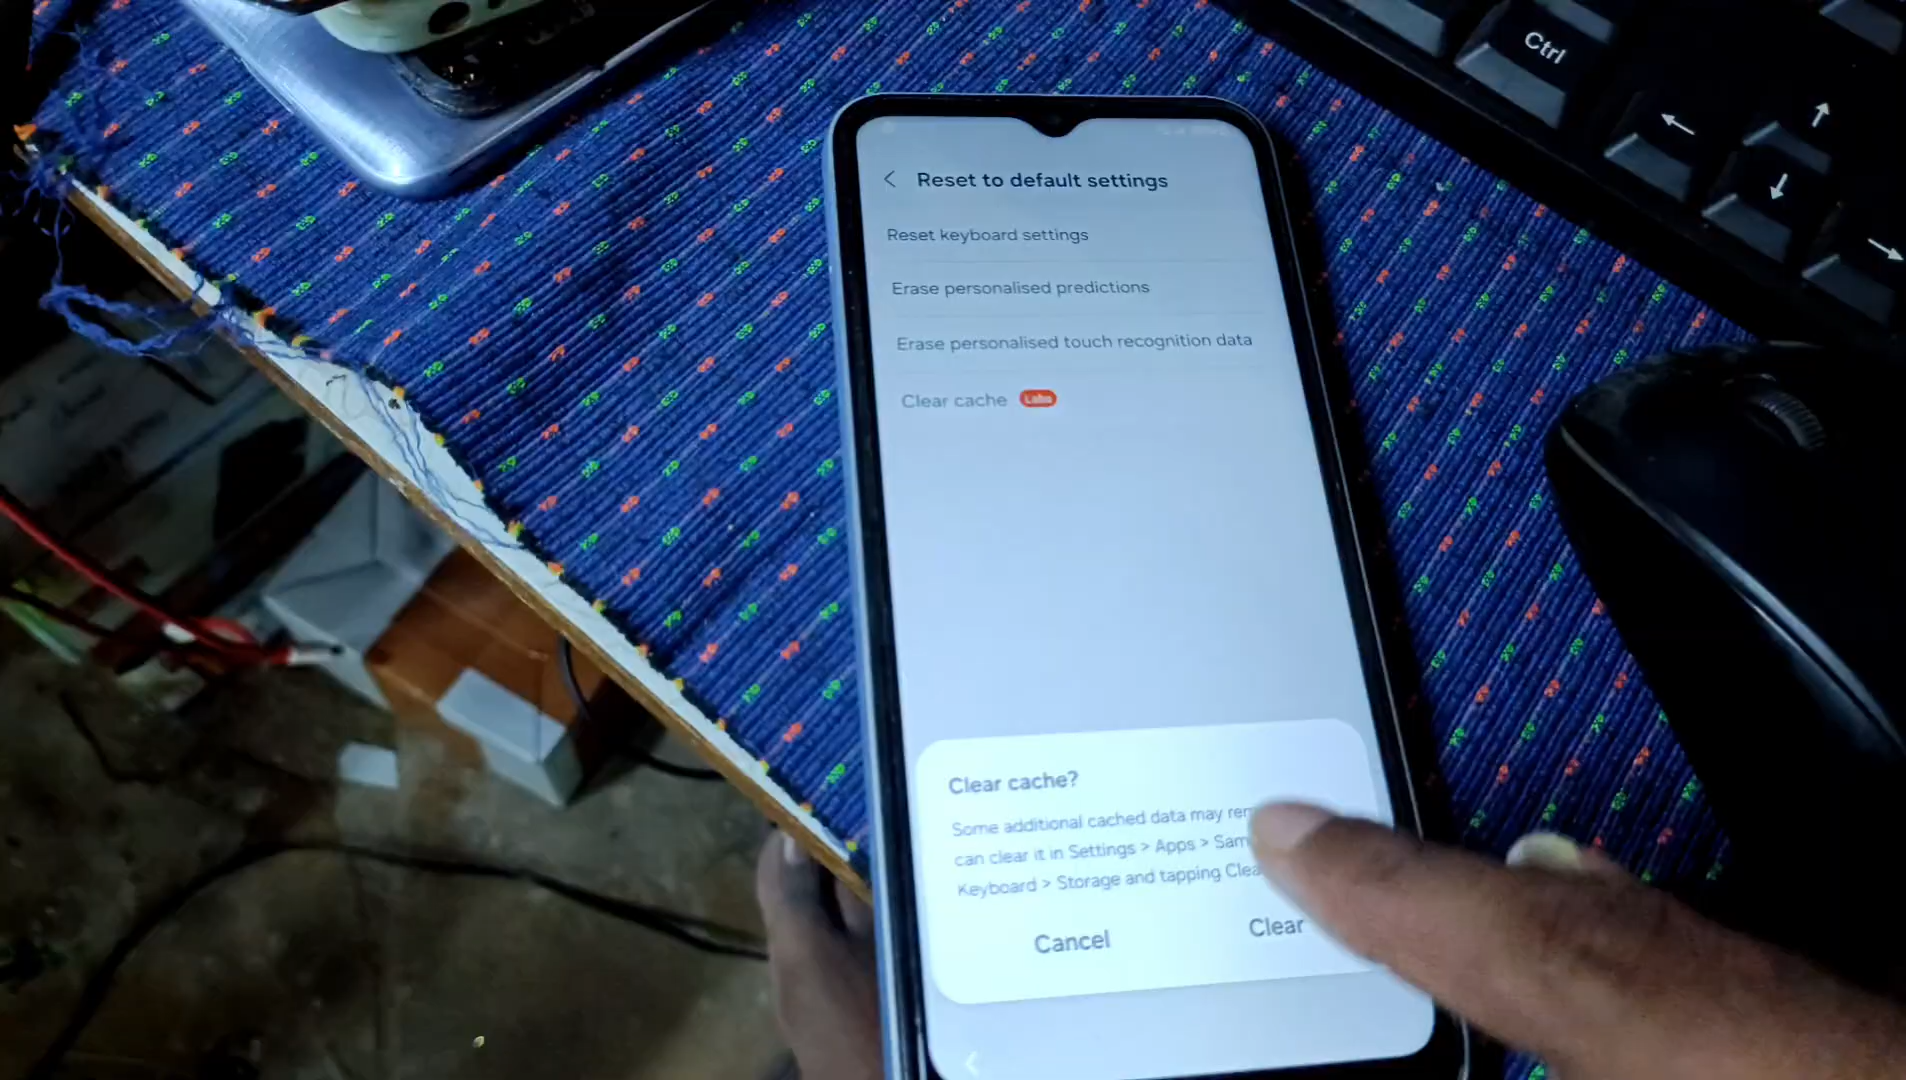 Ctrl
Reset to default settings
Reset keyboard settings
Erase personalised predictions
Erase personalised touch recognition data
Clear cache Labs
Clear cache?
Some additional cached data may
can clear it in Settings > Apps >
Keyboard > Storage and tapping
Cancel Clear